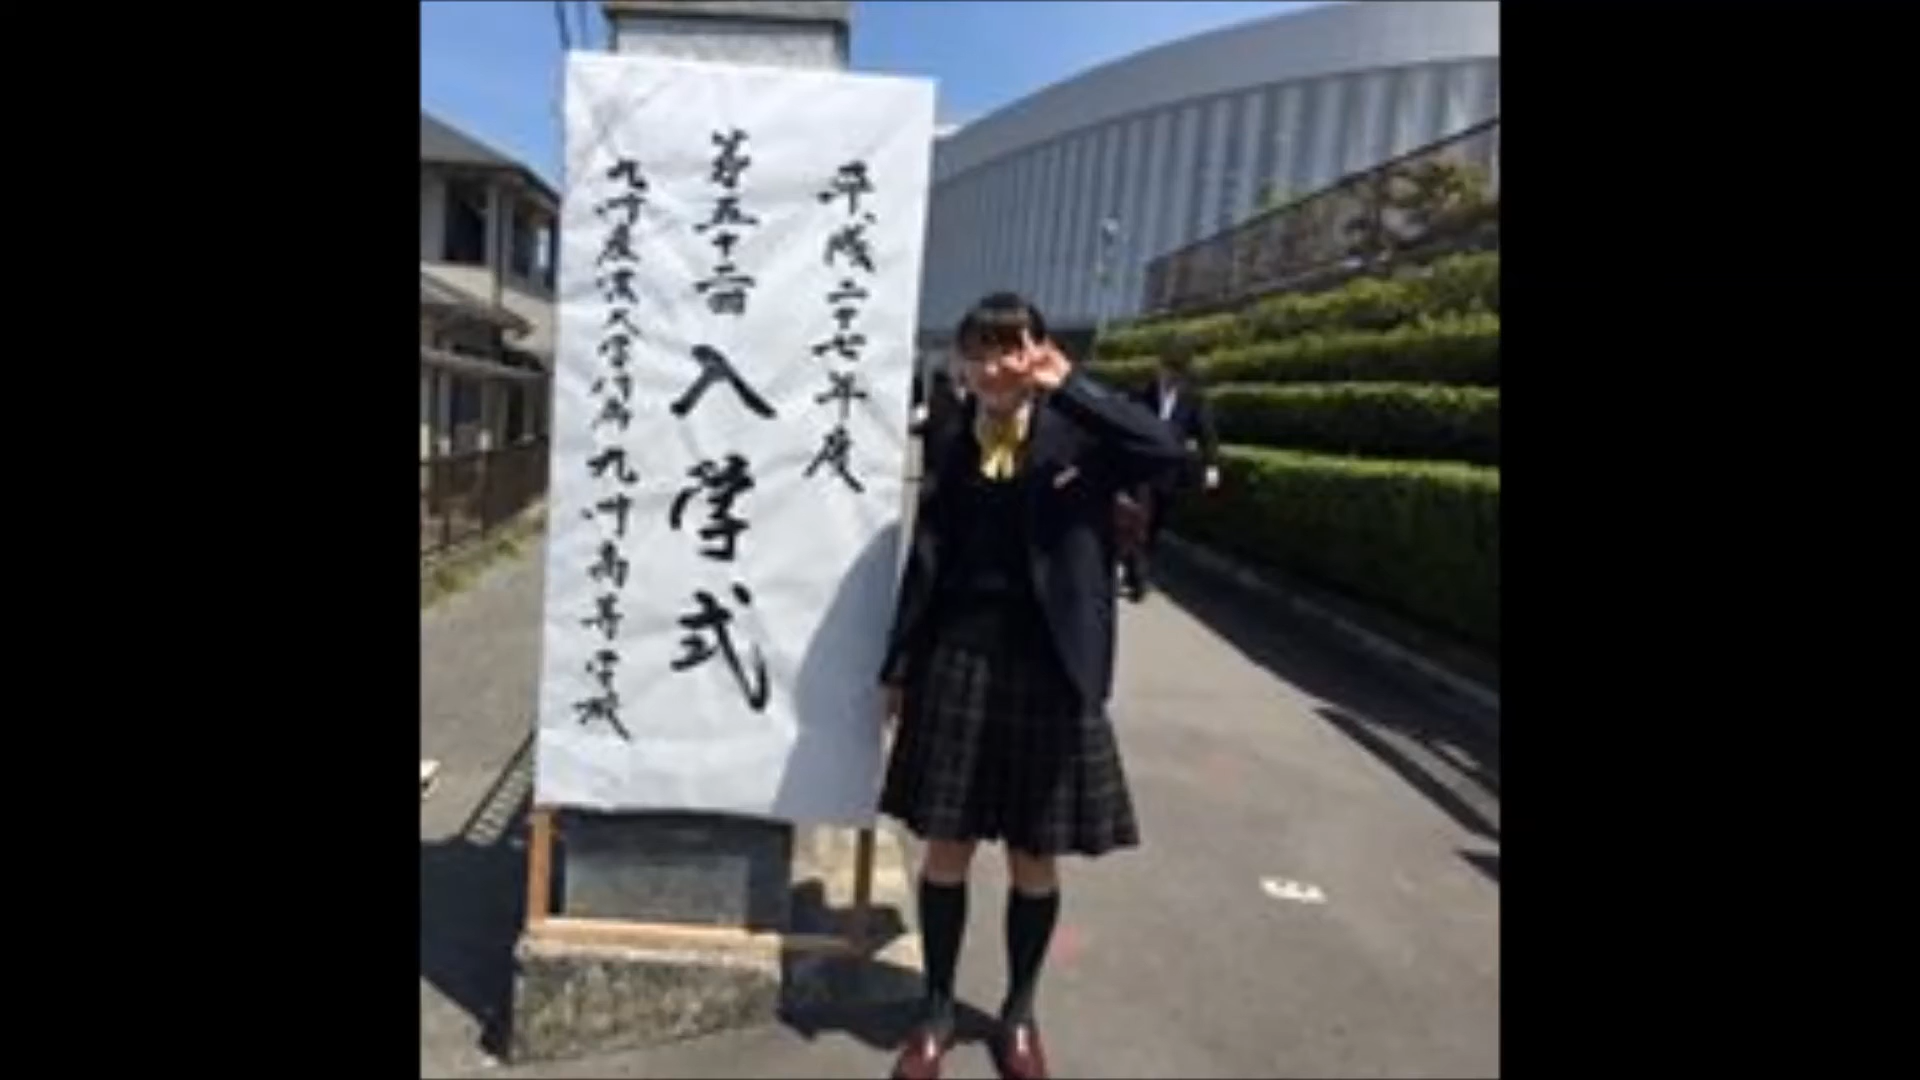 平成二十七年度
第五十二回 入学式
九州産業大学付属九州高等学校